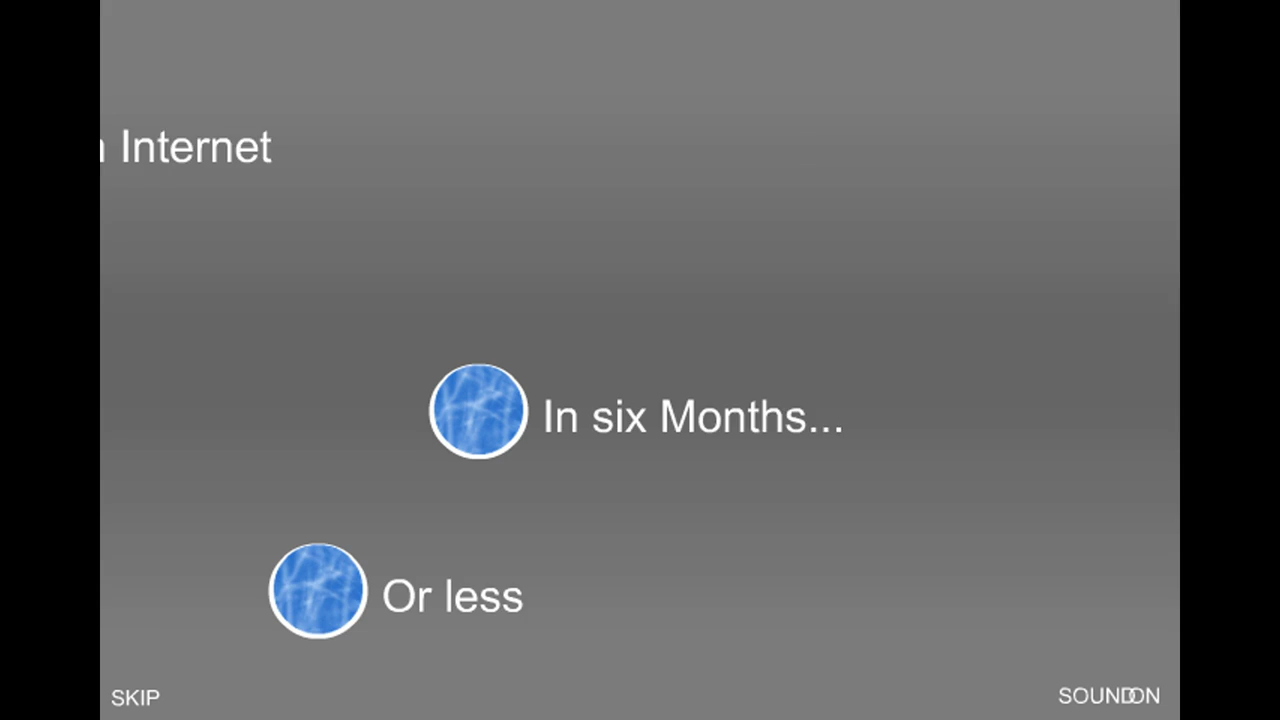 Internet
In six Months...
Or less
SKIP
SOUND ON